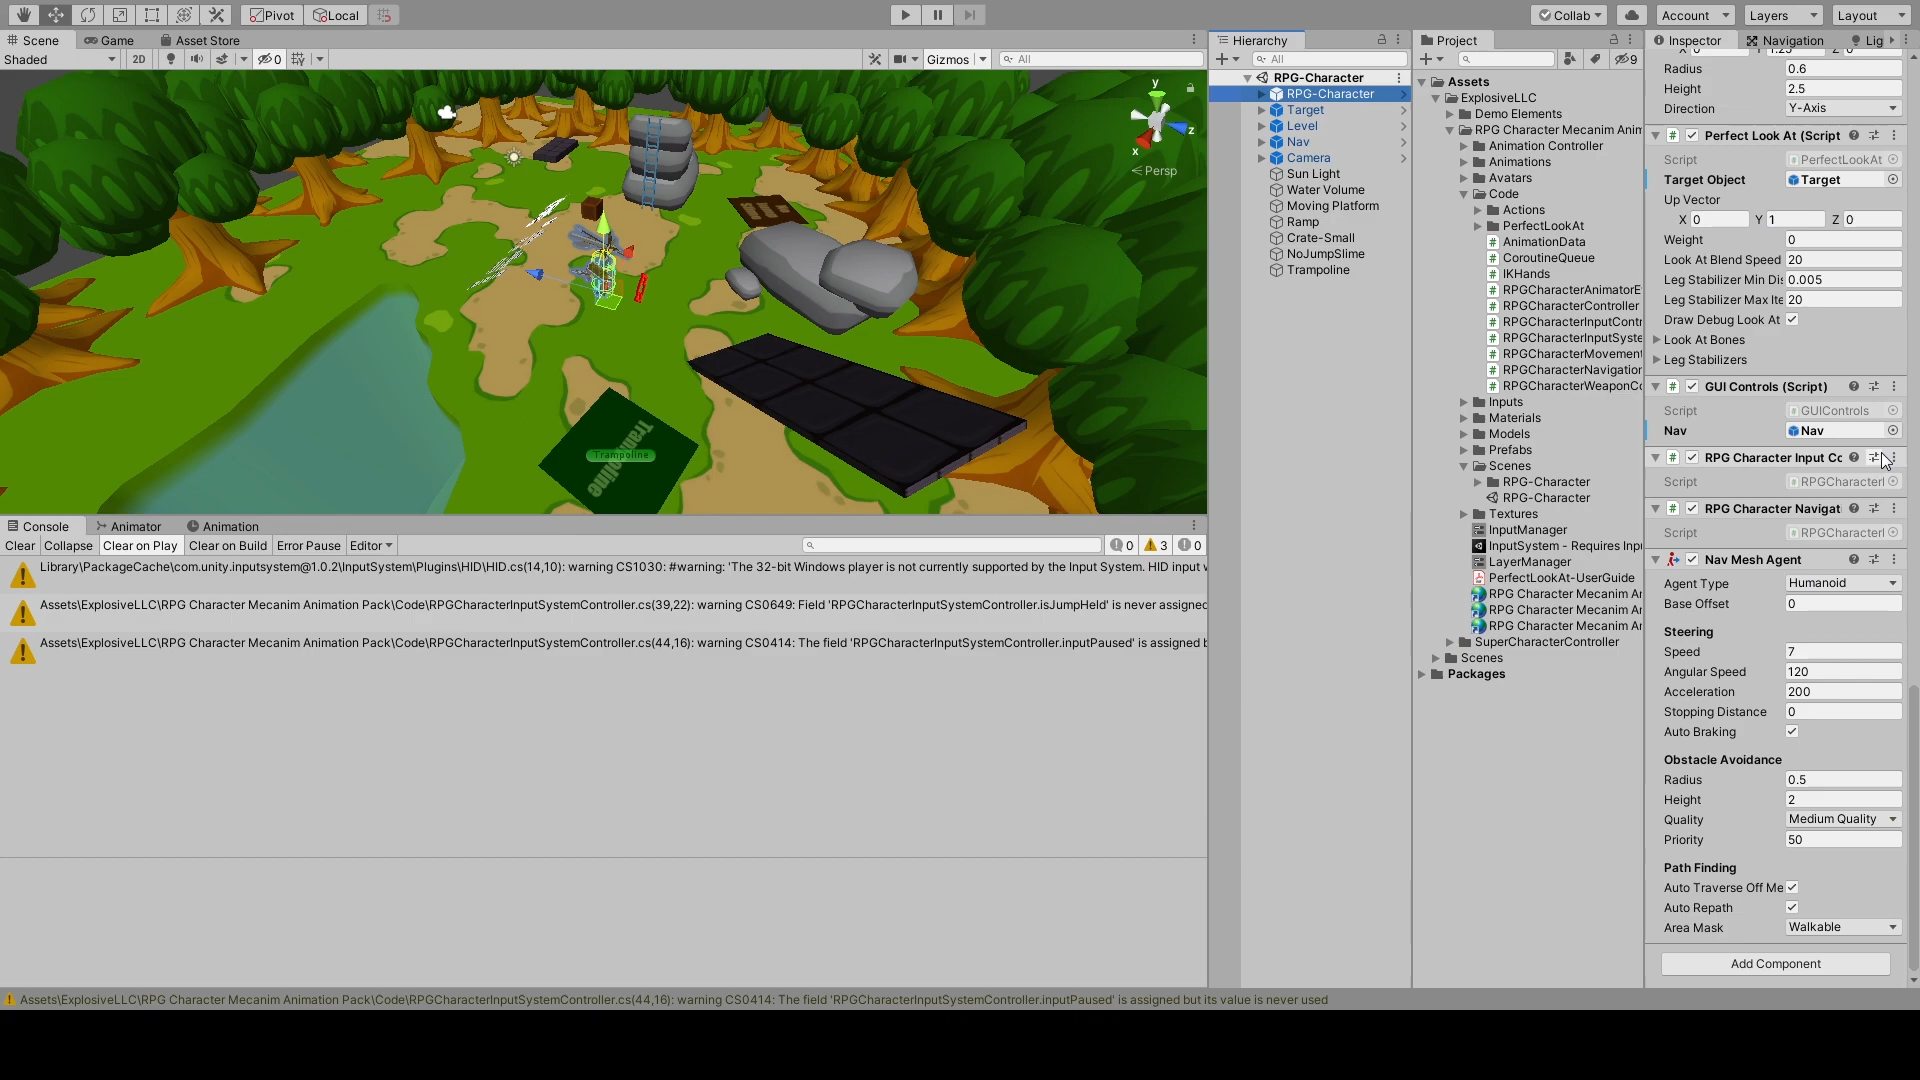 Pivot
Local
Collab
Account
Layers
Layout
Scene
Game
Asset Store
Shaded
2D
0
Gizmos
All
y
z
x
Persp
Trampoline
Trampoline
Console
Animator
Animation
Clear
Collapse
Clear on Play
Clear on Build
Error Pause
Editor
0
3
0
Library\PackageCache\com.unity.inputsystem@1.0.2\InputSystem\Plugins\HID\HID.cs(14,10): warning CS1030: #warning: 'The 32-bit Windows player is not currently supported by the Input System. HID input w
Assets\ExplosiveLLC\RPG Character Mecanim Animation Pack\Code\RPGCharacterInputSystemController.cs(39,22): warning CS0649: Field 'RPGCharacterInputSystemController.isJumpHeld' is never assigned
Assets\ExplosiveLLC\RPG Character Mecanim Animation Pack\Code\RPGCharacterInputSystemController.cs(44,16): warning CS0414: The field 'RPGCharacterInputSystemController.inputPaused' is assigned b
Hierarchy
All
RPG-Character
RPG-Character
Target
Level
Nav
Camera
Sun Light
Water Volume
Moving Platform
Ramp
Crate-Small
NoJumpSlime
Trampoline
Project
9
Assets
ExplosiveLLC
Demo Elements
RPG Character Mecanim Anim
Animation Controller
Animations
Avatars
Code
Actions
PerfectLookAt
AnimationData
CoroutineQueue
IKHands
RPGCharacterAnimatorE
RPGCharacterController
RPGCharacterInputContr
RPGCharacterInputSyste
RPGCharacterMovement
RPGCharacterNavigation
RPGCharacterWeaponCo
Inputs
Materials
Models
Prefabs
Scenes
RPG-Character
RPG-Character
Textures
InputManager
InputSystem - Requires Inpu
LayerManager
PerfectLookAt-UserGuide
RPG Character Mecanim Ar
RPG Character Mecanim Ar
RPG Character Mecanim Ar
SuperCharacterController
Scenes
Packages
Inspector
Navigation
Lig
X 0 Y 1.25 Z 0
Radius 0.6
Height 2.5
Direction Y-Axis
Perfect Look At (Script
Script PerfectLookAt
Target Object Target
Up Vector
X 0 Y 1 Z 0
Weight 0
Look At Blend Speed 20
Leg Stabilizer Min Di 0.005
Leg Stabilizer Max Ite 20
Draw Debug Look At
Look At Bones
Leg Stabilizers
GUI Controls (Script)
Script GUIControls
Nav Nav
RPG Character Input Co
Script RPGCharacterI
RPG Character Navigat
Script RPGCharacterI
Nav Mesh Agent
Agent Type Humanoid
Base Offset 0
Steering
Speed 7
Angular Speed 120
Acceleration 200
Stopping Distance 0
Auto Braking
Obstacle Avoidance
Radius 0.5
Height 2
Quality Medium Quality
Priority 50
Path Finding
Auto Traverse Off Me
Auto Repath
Area Mask Walkable
Add Component
Assets\ExplosiveLLC\RPG Character Mecanim Animation Pack\Code\RPGCharacterInputSystemController.cs(44,16): warning CS0414: The field 'RPGCharacterInputSystemController.inputPaused' is assigned but its value is never used